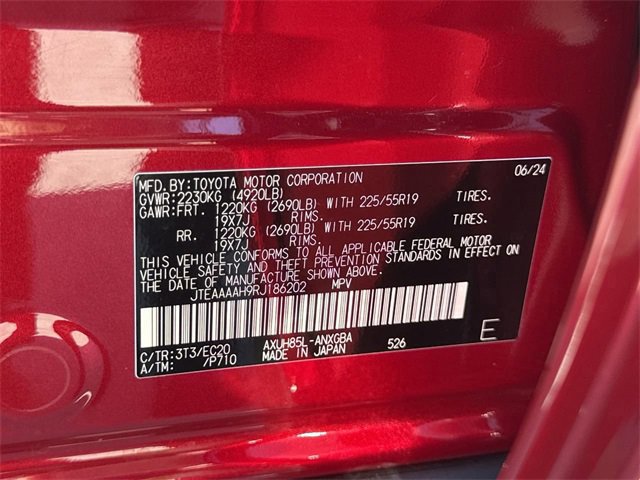 MFD. BY: TOYOTA MOTOR CORPORATION 06/24
GVWR: 2230KG (4920LB)
GAWR: FRT. 1220KG (2690LB) WITH 225/55R19 TIRES.
19X7J RIMS.
RR. 1220KG (2690LB) WITH 225/55R19 TIRES.
19X7J RIMS.
THIS VEHICLE CONFORMS TO ALL APPLICABLE FEDERAL MOTOR
VEHICLE SAFETY AND THEFT PREVENTION STANDARDS IN EFFECT ON
THE DATE OF MANUFACTURE SHOWN ABOVE.
JTEAAAAH9RJ186202 MPV
C/TR: 3T3/EC20 AXUH85L-ANXGBA 526 E
A/TM: /P710 MADE IN JAPAN